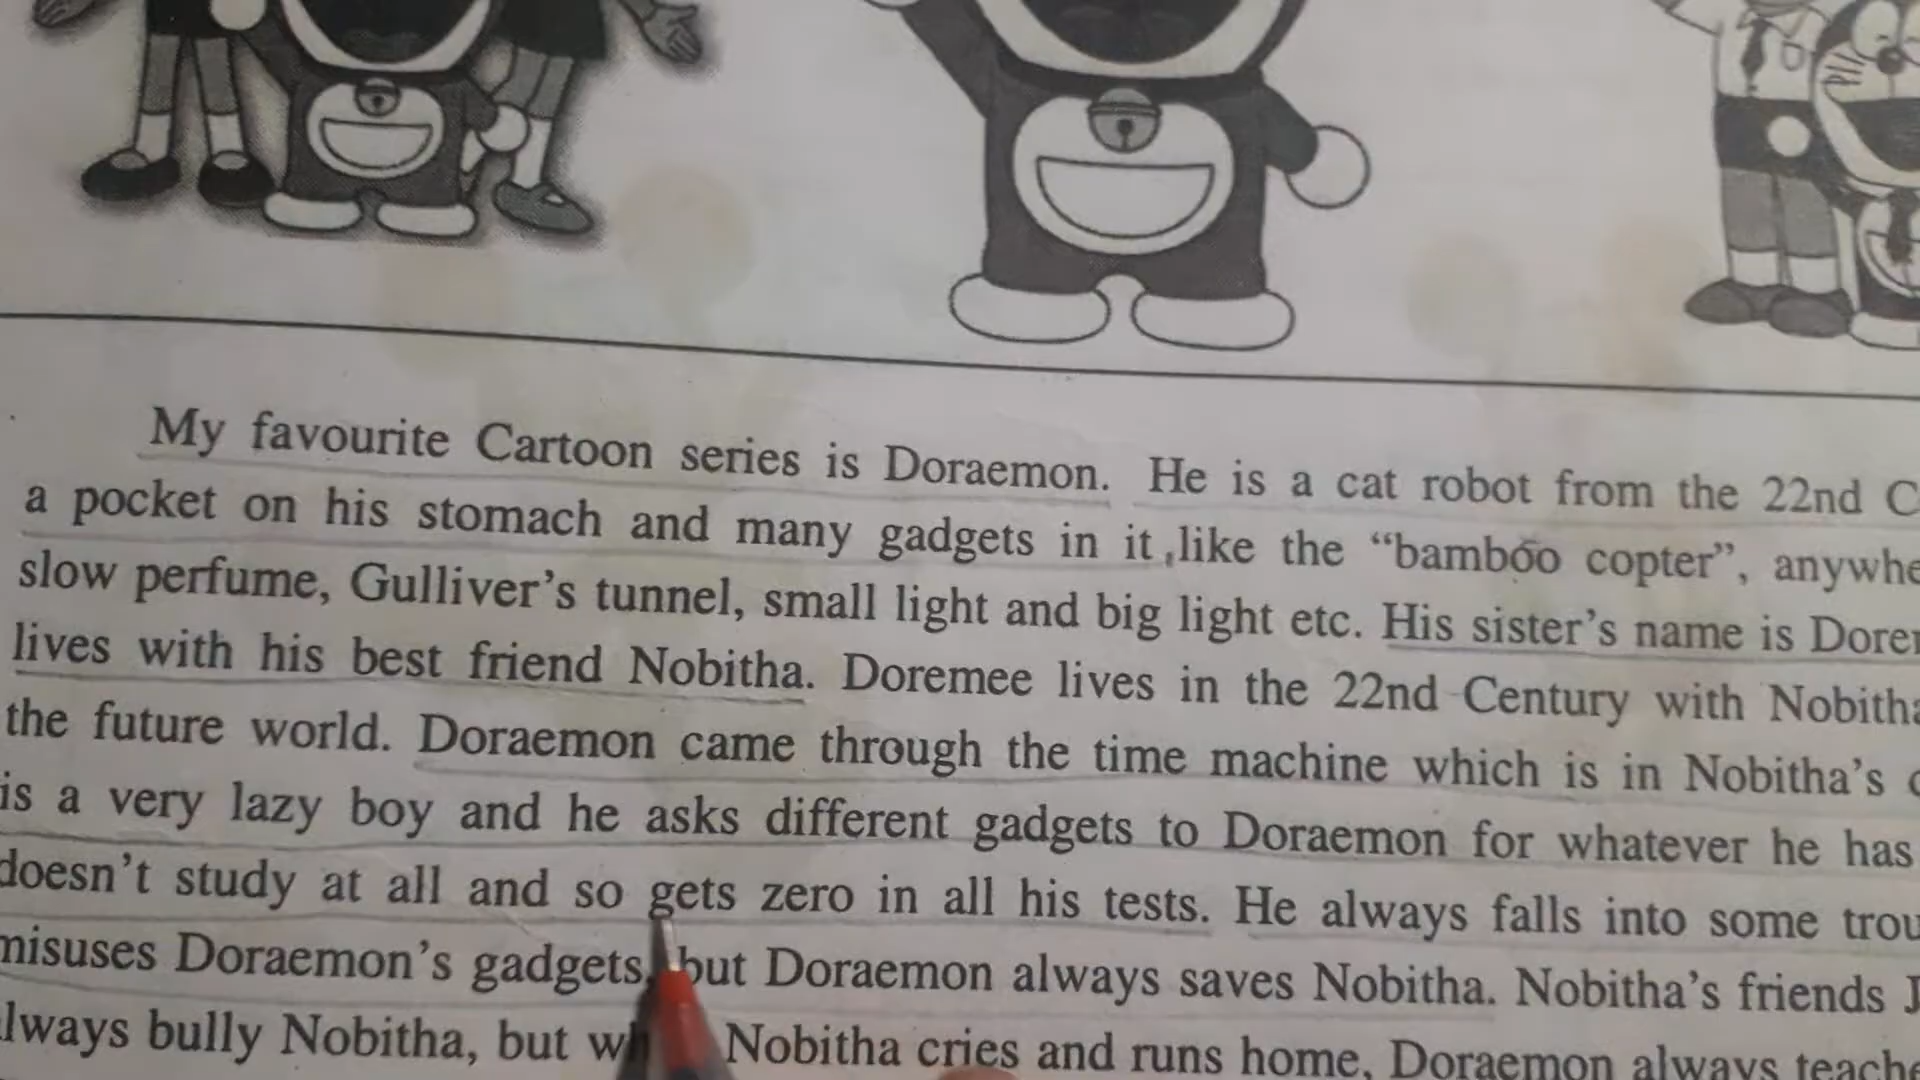 My favourite Cartoon series is Doraemon. He is a cat robot from the 22nd
a pocket on his stomach and many gadgets in it, like the “bamboo copter”,
slow perfume, Gulliver’s tunnel, small light and big light etc. His sister’s name is
lives with his best friend Nobitha. Doremee lives in the 22nd Century with
the future world. Doraemon came through the time machine which is in Nobitha’s
is a very lazy boy and he asks different gadgets to Doraemon for whatever he has
doesn’t study at all and so gets zero in all his tests. He always falls into some
misuses Doraemon’s gadgets, but Doraemon always saves Nobitha. Nobitha’s friends
always bully Nobitha, but Nobitha cries and runs home, Doraemon always